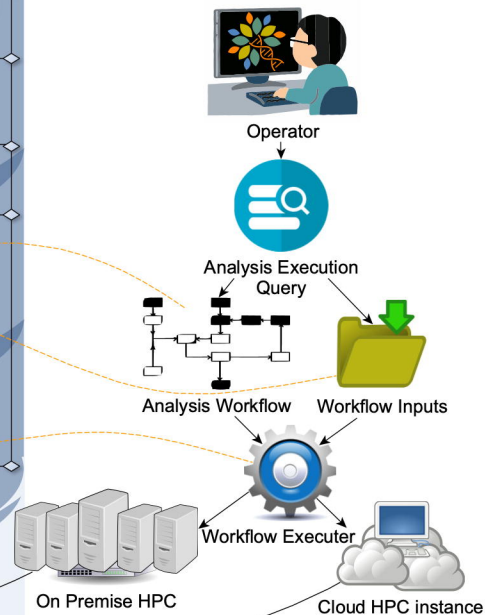 Operator
Analysis Execution
Query
Analysis Workflow
Workflow Inputs
Workflow Executer
On Premise HPC
Cloud HPC instance